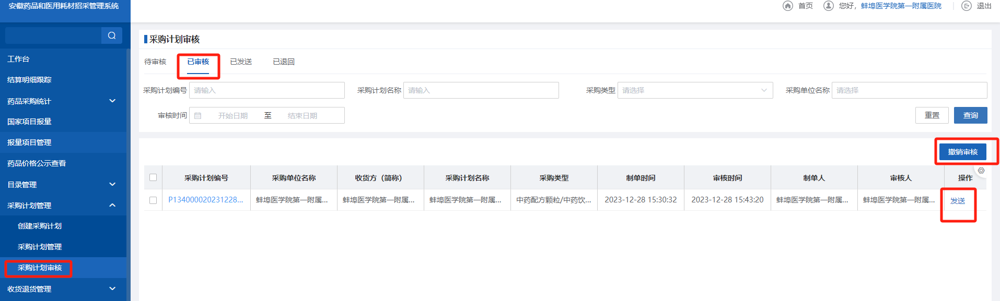 安徽药品和医用耗材招采管理系统
首页
您好，蚌埠医学院第一附属医院
退出
工作台
结算明细跟踪
药品采购统计
国家项目报量
报量项目管理
药品价格公示查看
目录管理
采购计划管理
创建采购计划
采购计划管理
采购计划审核
收货退货管理
采购计划审核
待审核 已审核 已发送 已退回
采购计划编号 请输入 采购计划名称 请输入 采购类型 请选择 采购单位名称 请选择
审核时间 开始日期 至 结束日期 重置 查询
撤销审核
采购计划编号 采购单位名称 收货方（简称） 采购计划名称 采购类型 制单时间 审核时间 制单人 审核人 操作
P134000020231228... 蚌埠医学院第一附属... 蚌埠医学院第一附属... 蚌埠医学院第一附属... 中药配方颗粒/中药饮... 2023-12-28 15:30:32 2023-12-28 15:43:20 蚌埠医学院第一附属... 蚌埠医学院第一附属... 发送